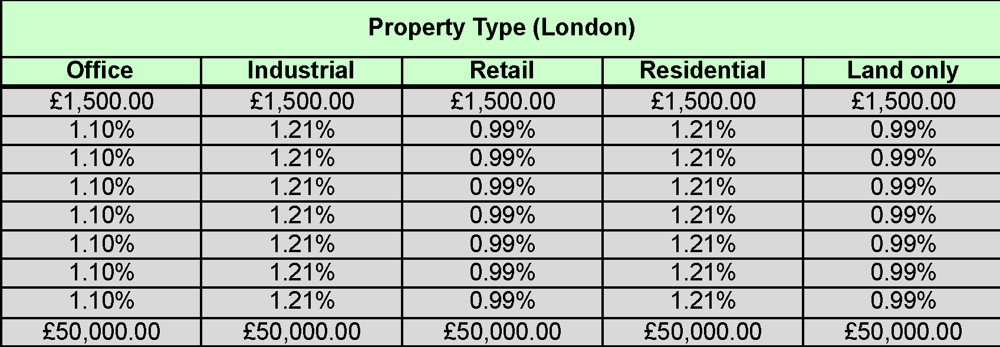 Property Type (London)
Office Industrial Retail Residential Land only
£1,500.00 £1,500.00 £1,500.00 £1,500.00 £1,500.00
1.10% 1.21% 0.99% 1.21% 0.99%
1.10% 1.21% 0.99% 1.21% 0.99%
1.10% 1.21% 0.99% 1.21% 0.99%
1.10% 1.21% 0.99% 1.21% 0.99%
1.10% 1.21% 0.99% 1.21% 0.99%
1.10% 1.21% 0.99% 1.21% 0.99%
1.10% 1.21% 0.99% 1.21% 0.99%
£50,000.00 £50,000.00 £50,000.00 £50,000.00 £50,000.00